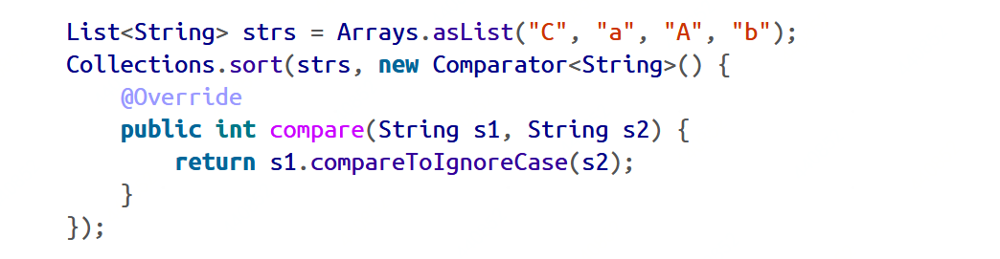 List<String> strs = Arrays.asList("C", "a", "A", "b");
Collections.sort(strs, new Comparator<String>() {
    @Override
    public int compare(String s1, String s2) {
        return s1.compareToIgnoreCase(s2);
    }
});